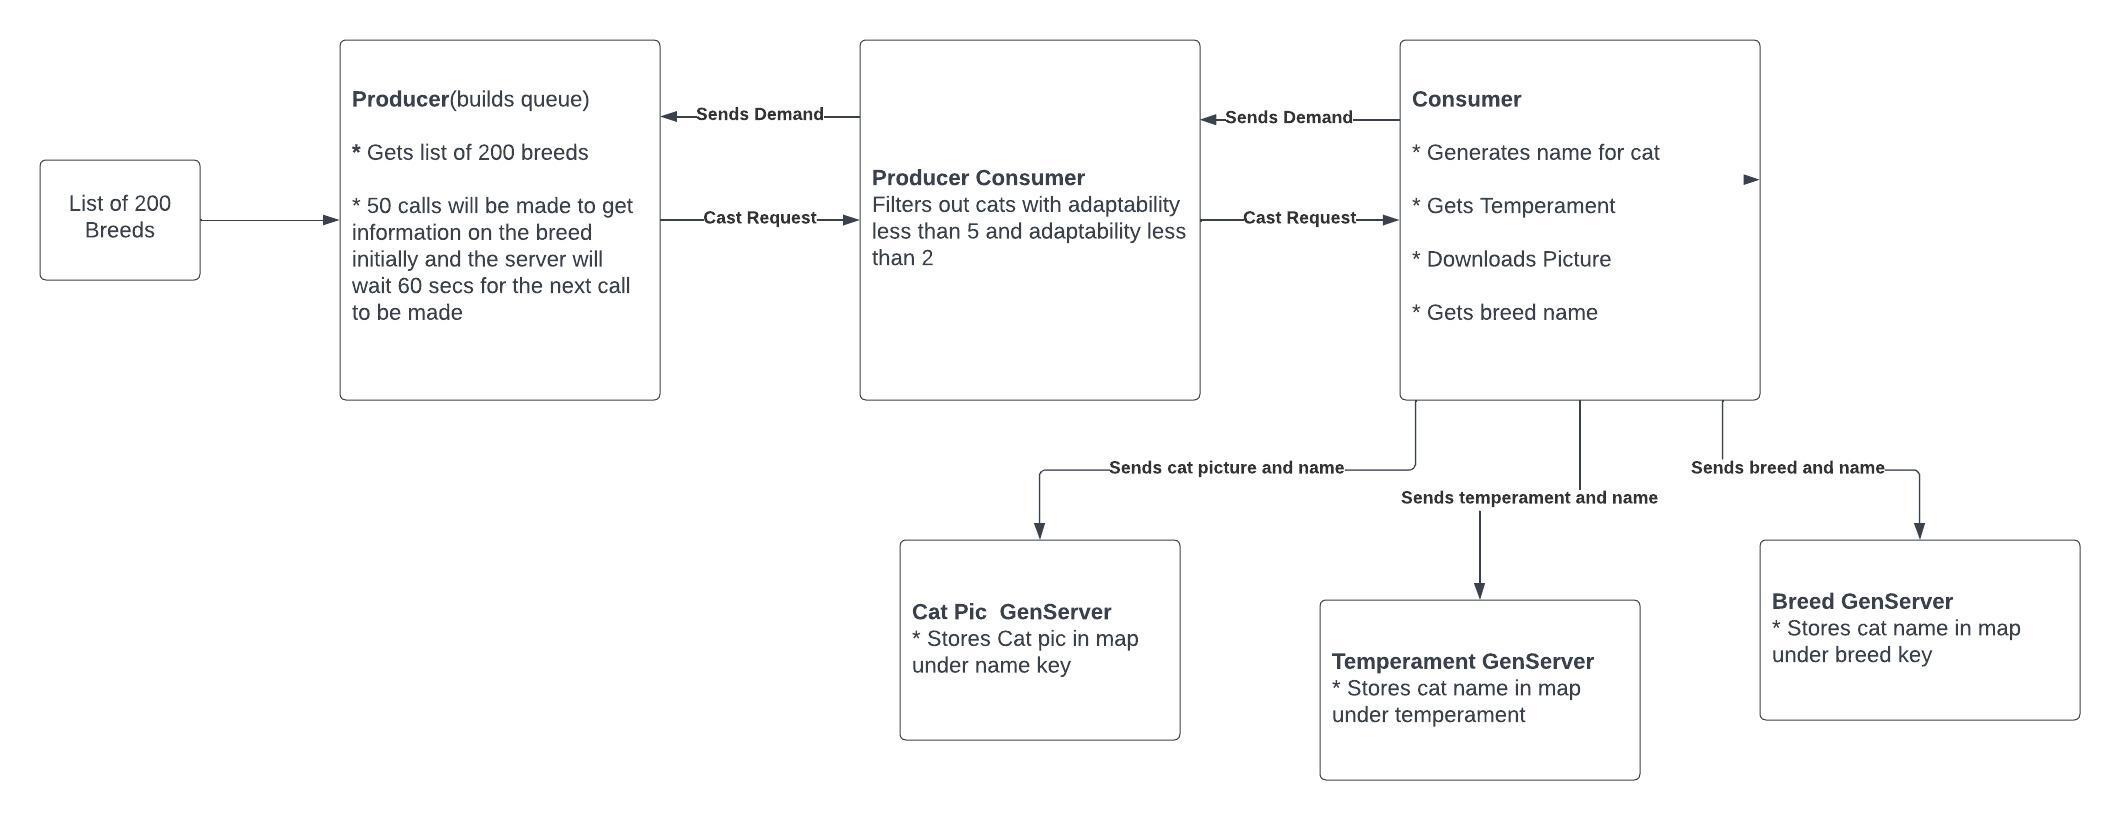 List of 200
Breeds
Producer(builds queue)
* Gets list of 200 breeds
* 50 calls will be made to get
information on the breed
initially and the server will
wait 60 secs for the next call
to be made
Sends Demand
Cast Request
Producer Consumer
Filters out cats with adaptability
less than 5 and adaptability less
than 2
Sends Demand
Cast Request
Consumer
* Generates name for cat
* Gets Temperament
* Downloads Picture
* Gets breed name
Sends cat picture and name
Sends temperament and name
Sends breed and name
Cat Pic  GenServer
* Stores Cat pic in map
under name key
Temperament GenServer
* Stores cat name in map
under temperament
Breed GenServer
* Stores cat name in map
under breed key